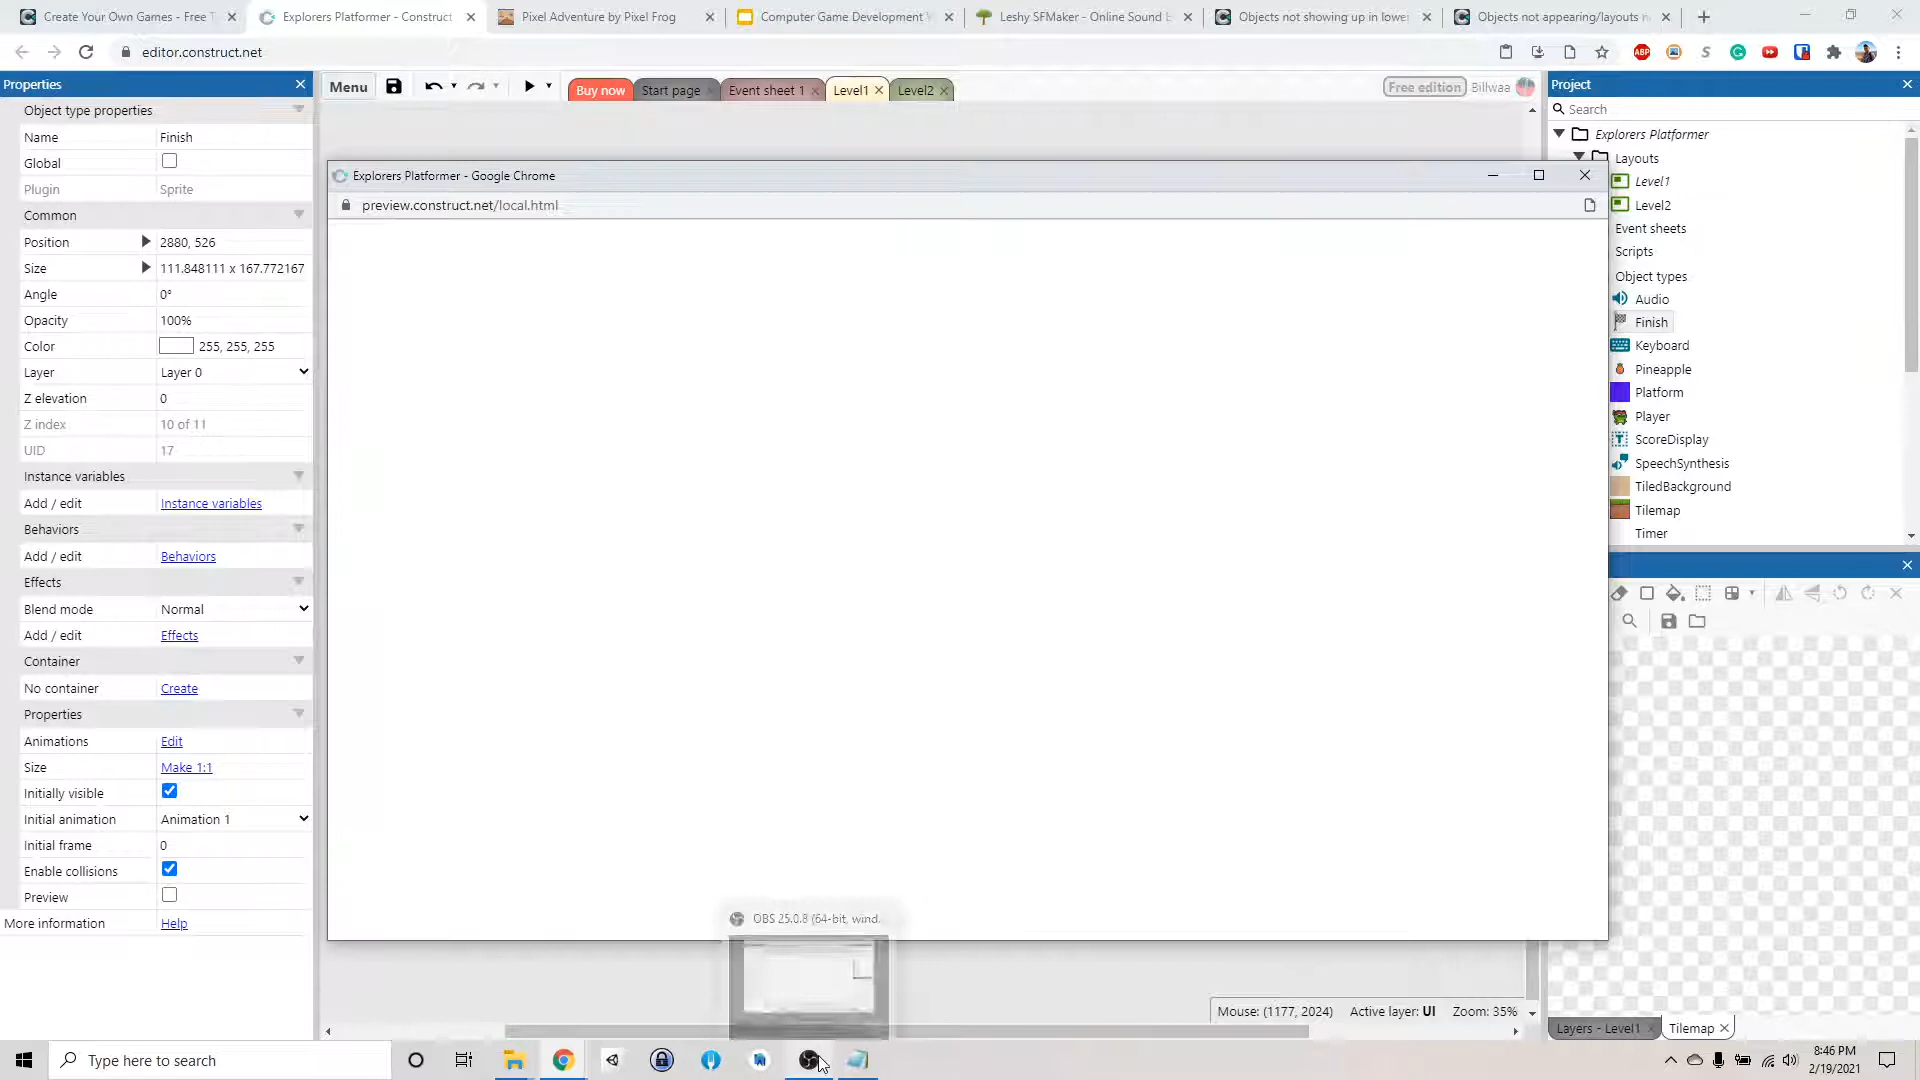 Create Your Own Games - Free T
Explorers Platformer - Construct
Pixel Adventure by Pixel Frog
Computer Game Development
Leshy SFMaker - Online Sound
Objects not showing up in lowe
Objects not appearing/layouts
editor.construct.net
ABP
Properties
Menu
Buy now
Start page
Event sheet 1
Level1
Level2
Free edition
Billwaa
Project
Object type properties
Search
Name
Finish
Global
Plugin
Sprite
Common
Position
2880, 526
Size
111.848111 x 167.772167
Angle
0°
Opacity
100%
Color
255, 255, 255
Layer
Layer 0
Z elevation
0
Z index
10 of 11
UID
17
Instance variables
Add / edit
Instance variables
Behaviors
Add / edit
Behaviors
Effects
Blend mode
Normal
Add / edit
Effects
Container
No container
Create
Properties
Animations
Edit
Size
Make 1:1
Initially visible
Initial animation
Animation 1
Initial frame
0
Enable collisions
Preview
More information
Help
Explorers Platformer - Google Chrome
preview.construct.net/local.html
Explorers Platformer
Layouts
Level1
Level2
Event sheets
Scripts
Object types
Audio
Finish
Keyboard
Pineapple
Platform
Player
ScoreDisplay
SpeechSynthesis
TiledBackground
Tilemap
Timer
OBS 25.0.8 (64-bit, wind.
Mouse: (1177, 2024)
Active layer: UI
Zoom: 35%
Layers - Level1
Tilemap
Type here to search
8:46 PM
2/19/2021